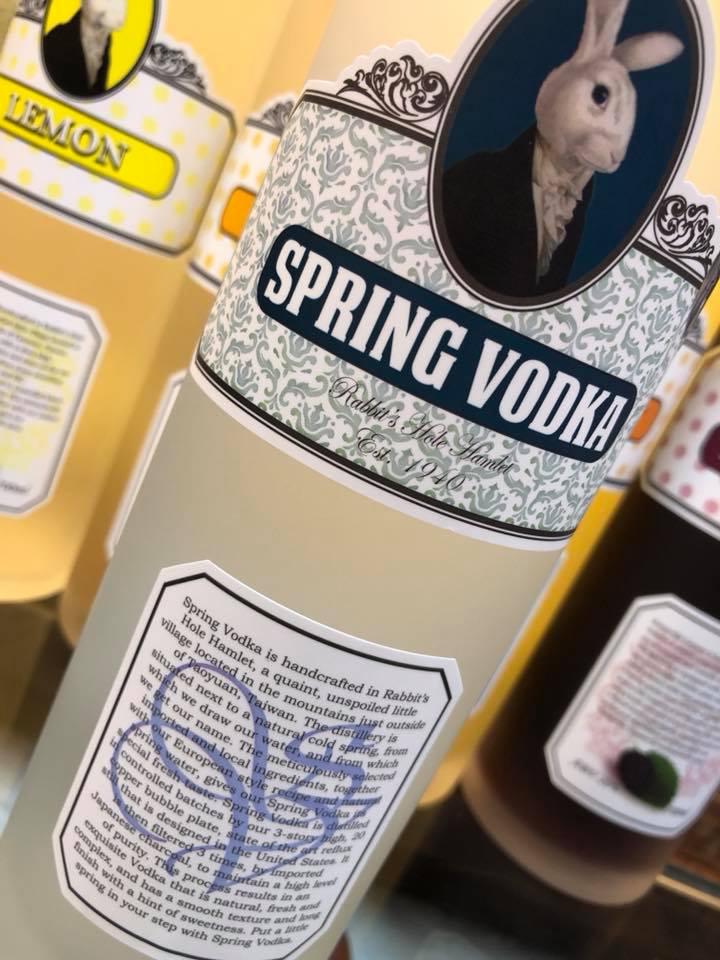 LEMON
SPRING VODKA
Rabbit's Hole Hamlet
Est. 1946
Spring Vodka is handcrafted in Rabbit's
Hole Hamlet, a quaint, unspoiled little
village located in the mountains just outside
of Taoyuan, Taiwan. The distillery is
situated next to a natural cold spring, from
which we draw our water, and from which
we get our name. The meticulously selected
imported and local ingredients, together
our European style recipe and natural
spring water, gives our Spring Vodka its
special fresh taste. Spring Vodka is distilled
controlled batches by our 3-story high, 20
copper bubble plate, state of the art reflux
that is designed in the United States. It
is then filtered 3 times, by imported
Japanese charcoal, to maintain a high level
of purity. The process results in an
exquisite Vodka that is natural, fresh and
complex, and has a smooth texture and long
finish with a hint of sweetness. Put a little
spring in your step with Spring Vodka.